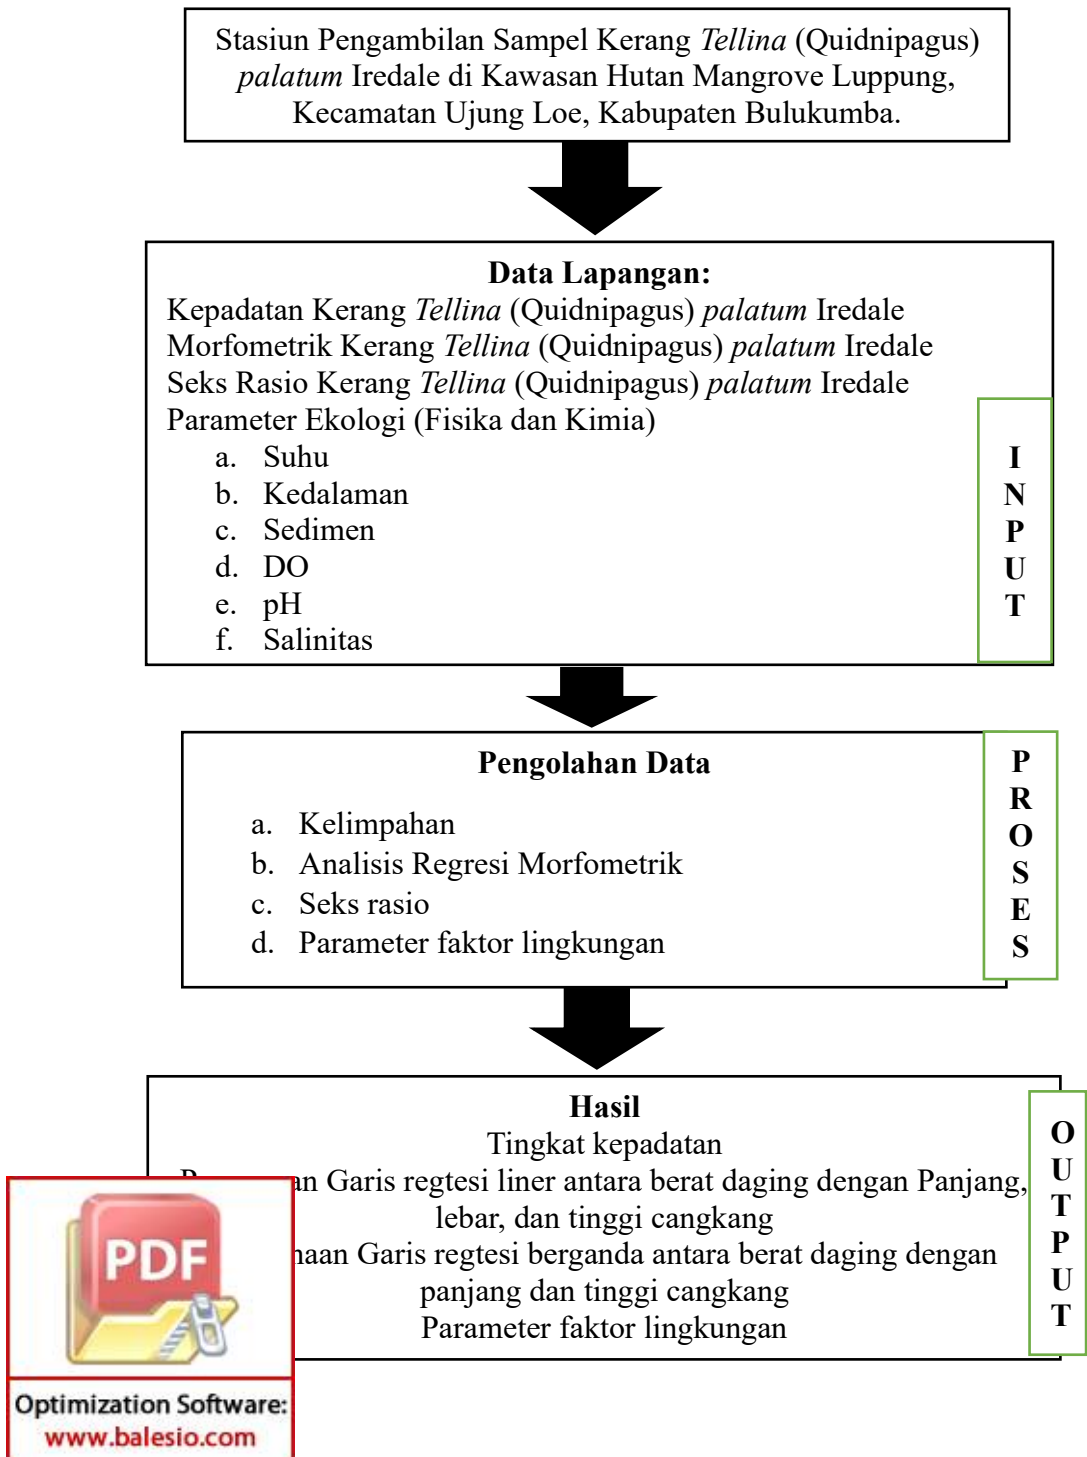 Stasiun Pengambilan Sampel Kerang Tellina (Quidnipagus)
palatum Iredale di Kawasan Hutan Mangrove Luppung,
Kecamatan Ujung Loe, Kabupaten Bulukumba.
Data Lapangan:
Kepadatan Kerang Tellina (Quidnipagus) palatum Iredale
Morfometrik Kerang Tellina (Quidnipagus) palatum Iredale
Seks Rasio Kerang Tellina (Quidnipagus) palatum Iredale
Parameter Ekologi (Fisika dan Kimia)
a. Suhu
b. Kedalaman
c. Sedimen
d. DO
e. pH
f. Salinitas
INPUT
Pengolahan Data
a. Kelimpahan
b. Analisis Regresi Morfometrik
c. Seks rasio
d. Parameter faktor lingkungan
PROSES
Hasil
Tingkat kepadatan
Garis regtesi liner antara berat daging dengan Panjang,
lebar, dan tinggi cangkang
Garis regtesi berganda antara berat daging dengan
panjang dan tinggi cangkang
Parameter faktor lingkungan
OUTPUT
PDF
Optimization Software:
www.balesio.com